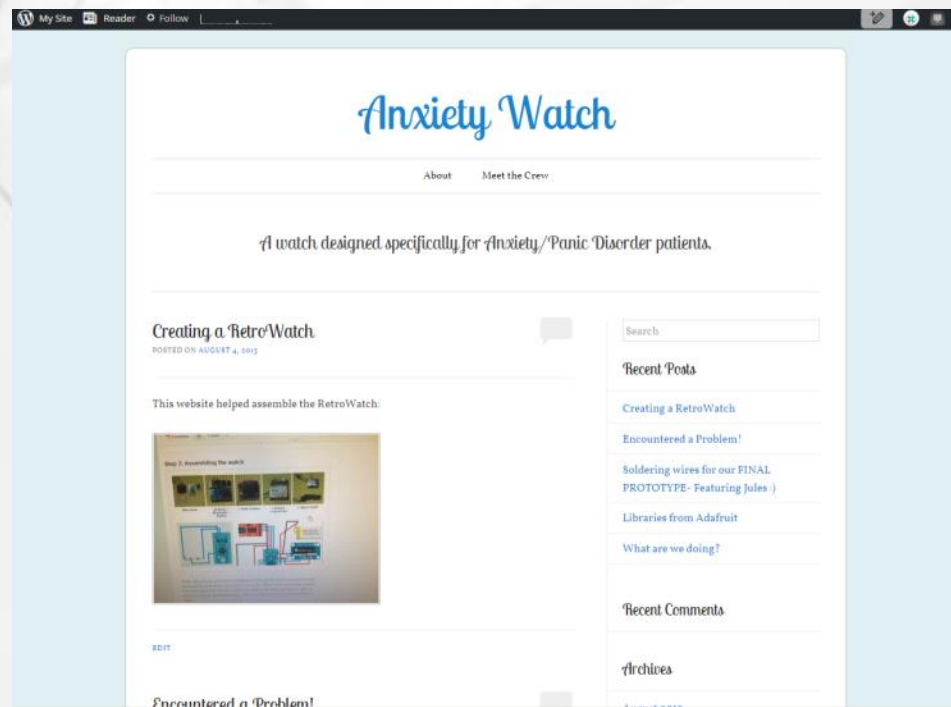 My Site Reader Follow
Anxiety Watch
About Meet the Crew
A watch designed specifically for Anxiety/Panic Disorder patients.
Creating a RetroWatch
POSTED ON AUGUST 4, 2015
This website helped assemble the RetroWatch:
Step 3. Assembling the watch
EDIT
Encountered a Problem!
Search
Recent Posts
Creating a RetroWatch
Encountered a Problem!
Soldering wires for our FINAL
PROTOTYPE- Featuring Jules :)
Libraries from Adafruit
What are we doing?
Recent Comments
Archives
August 2015